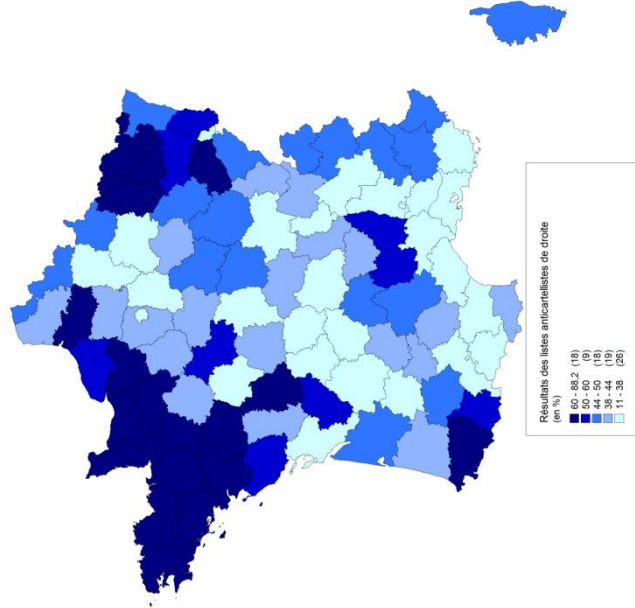 Résultats des listes anticartellistes de droite
(en %)
60 - 88,2 (18)
50 - 60 (9)
44 - 50 (18)
38 - 44 (19)
11 - 38 (26)